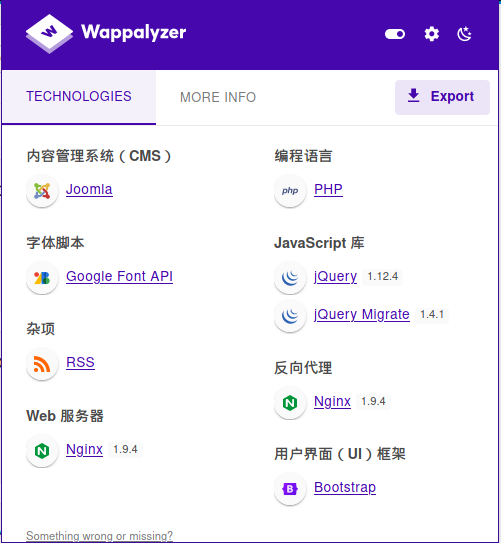 Wappalyzer
TECHNOLOGIES
MORE INFO
Export
内容管理系统（CMS）
Joomla
字体脚本
Google Font API
杂项
RSS
Web 服务器
Nginx 1.9.4
编程语言
php PHP
JavaScript 库
jQuery 1.12.4
jQuery Migrate 1.4.1
反向代理
Nginx 1.9.4
用户界面（UI）框架
B Bootstrap
Something wrong or missing?